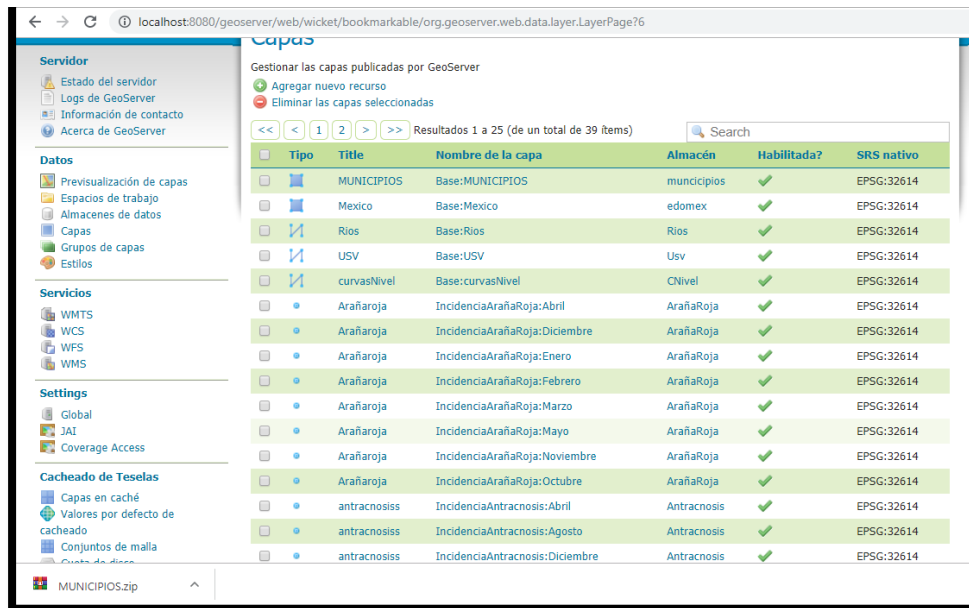 localhost:8080/geoserver/web/wicket/bookmarkable/org.geoserver.web.data.layer.LayerPage?6
Servidor
Estado del servidor
Logs de GeoServer
Información de contacto
Acerca de GeoServer
Datos
Previsualización de capas
Espacios de trabajo
Almacenes de datos
Capas
Grupos de capas
Estilos
Servicios
WMTS
WCS
WFS
WMS
Settings
Global
JAI
Coverage Access
Cacheado de Teselas
Capas en caché
Valores por defecto de
cacheado
Conjuntos de malla
Cuota de disco
Capas
Gestionar las capas publicadas por GeoServer
Agregar nuevo recurso
Eliminar las capas seleccionadas
<< < 1 2 > >> Resultados 1 a 25 (de un total de 39 ítems) Search
Tipo Title Nombre de la capa Almacén Habilitada? SRS nativo
MUNICIPIOS Base:MUNICIPIOS muncicipios EPSG:32614
Mexico Base:Mexico edomex EPSG:32614
Rios Base:Rios Rios EPSG:32614
USV Base:USV Usv EPSG:32614
curvasNivel Base:curvasNivel CNivel EPSG:32614
Arañaroja IncidenciaArañaRoja:Abril ArañaRoja EPSG:32614
Arañaroja IncidenciaArañaRoja:Diciembre ArañaRoja EPSG:32614
Arañaroja IncidenciaArañaRoja:Enero ArañaRoja EPSG:32614
Arañaroja IncidenciaArañaRoja:Febrero ArañaRoja EPSG:32614
Arañaroja IncidenciaArañaRoja:Marzo ArañaRoja EPSG:32614
Arañaroja IncidenciaArañaRoja:Mayo ArañaRoja EPSG:32614
Arañaroja IncidenciaArañaRoja:Noviembre ArañaRoja EPSG:32614
Arañaroja IncidenciaArañaRoja:Octubre ArañaRoja EPSG:32614
antracnosiss IncidenciaAntracnosis:Abril Antracnosis EPSG:32614
antracnosiss IncidenciaAntracnosis:Agosto Antracnosis EPSG:32614
antracnosiss IncidenciaAntracnosis:Diciembre Antracnosis EPSG:32614
MUNICIPIOS.zip